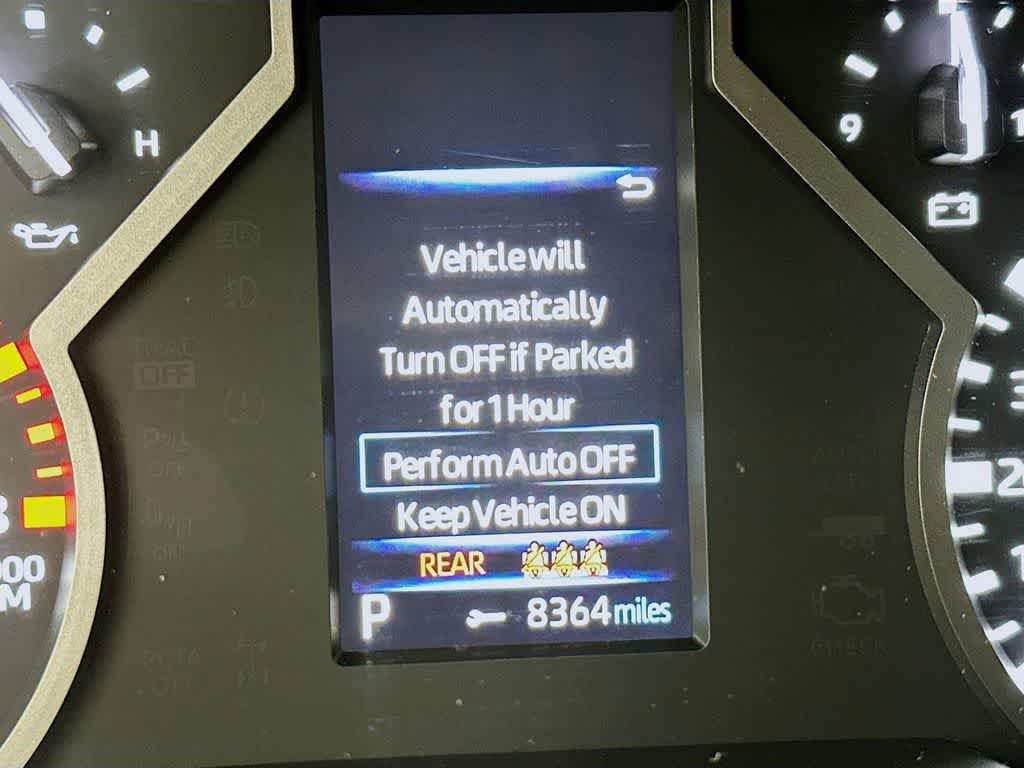 H
9
Vehicle will
Automatically
Turn OFF if Parked
for 1 Hour
Perform Auto OFF
Keep Vehicle ON
REAR
P 8364 miles
OFF
CHECK